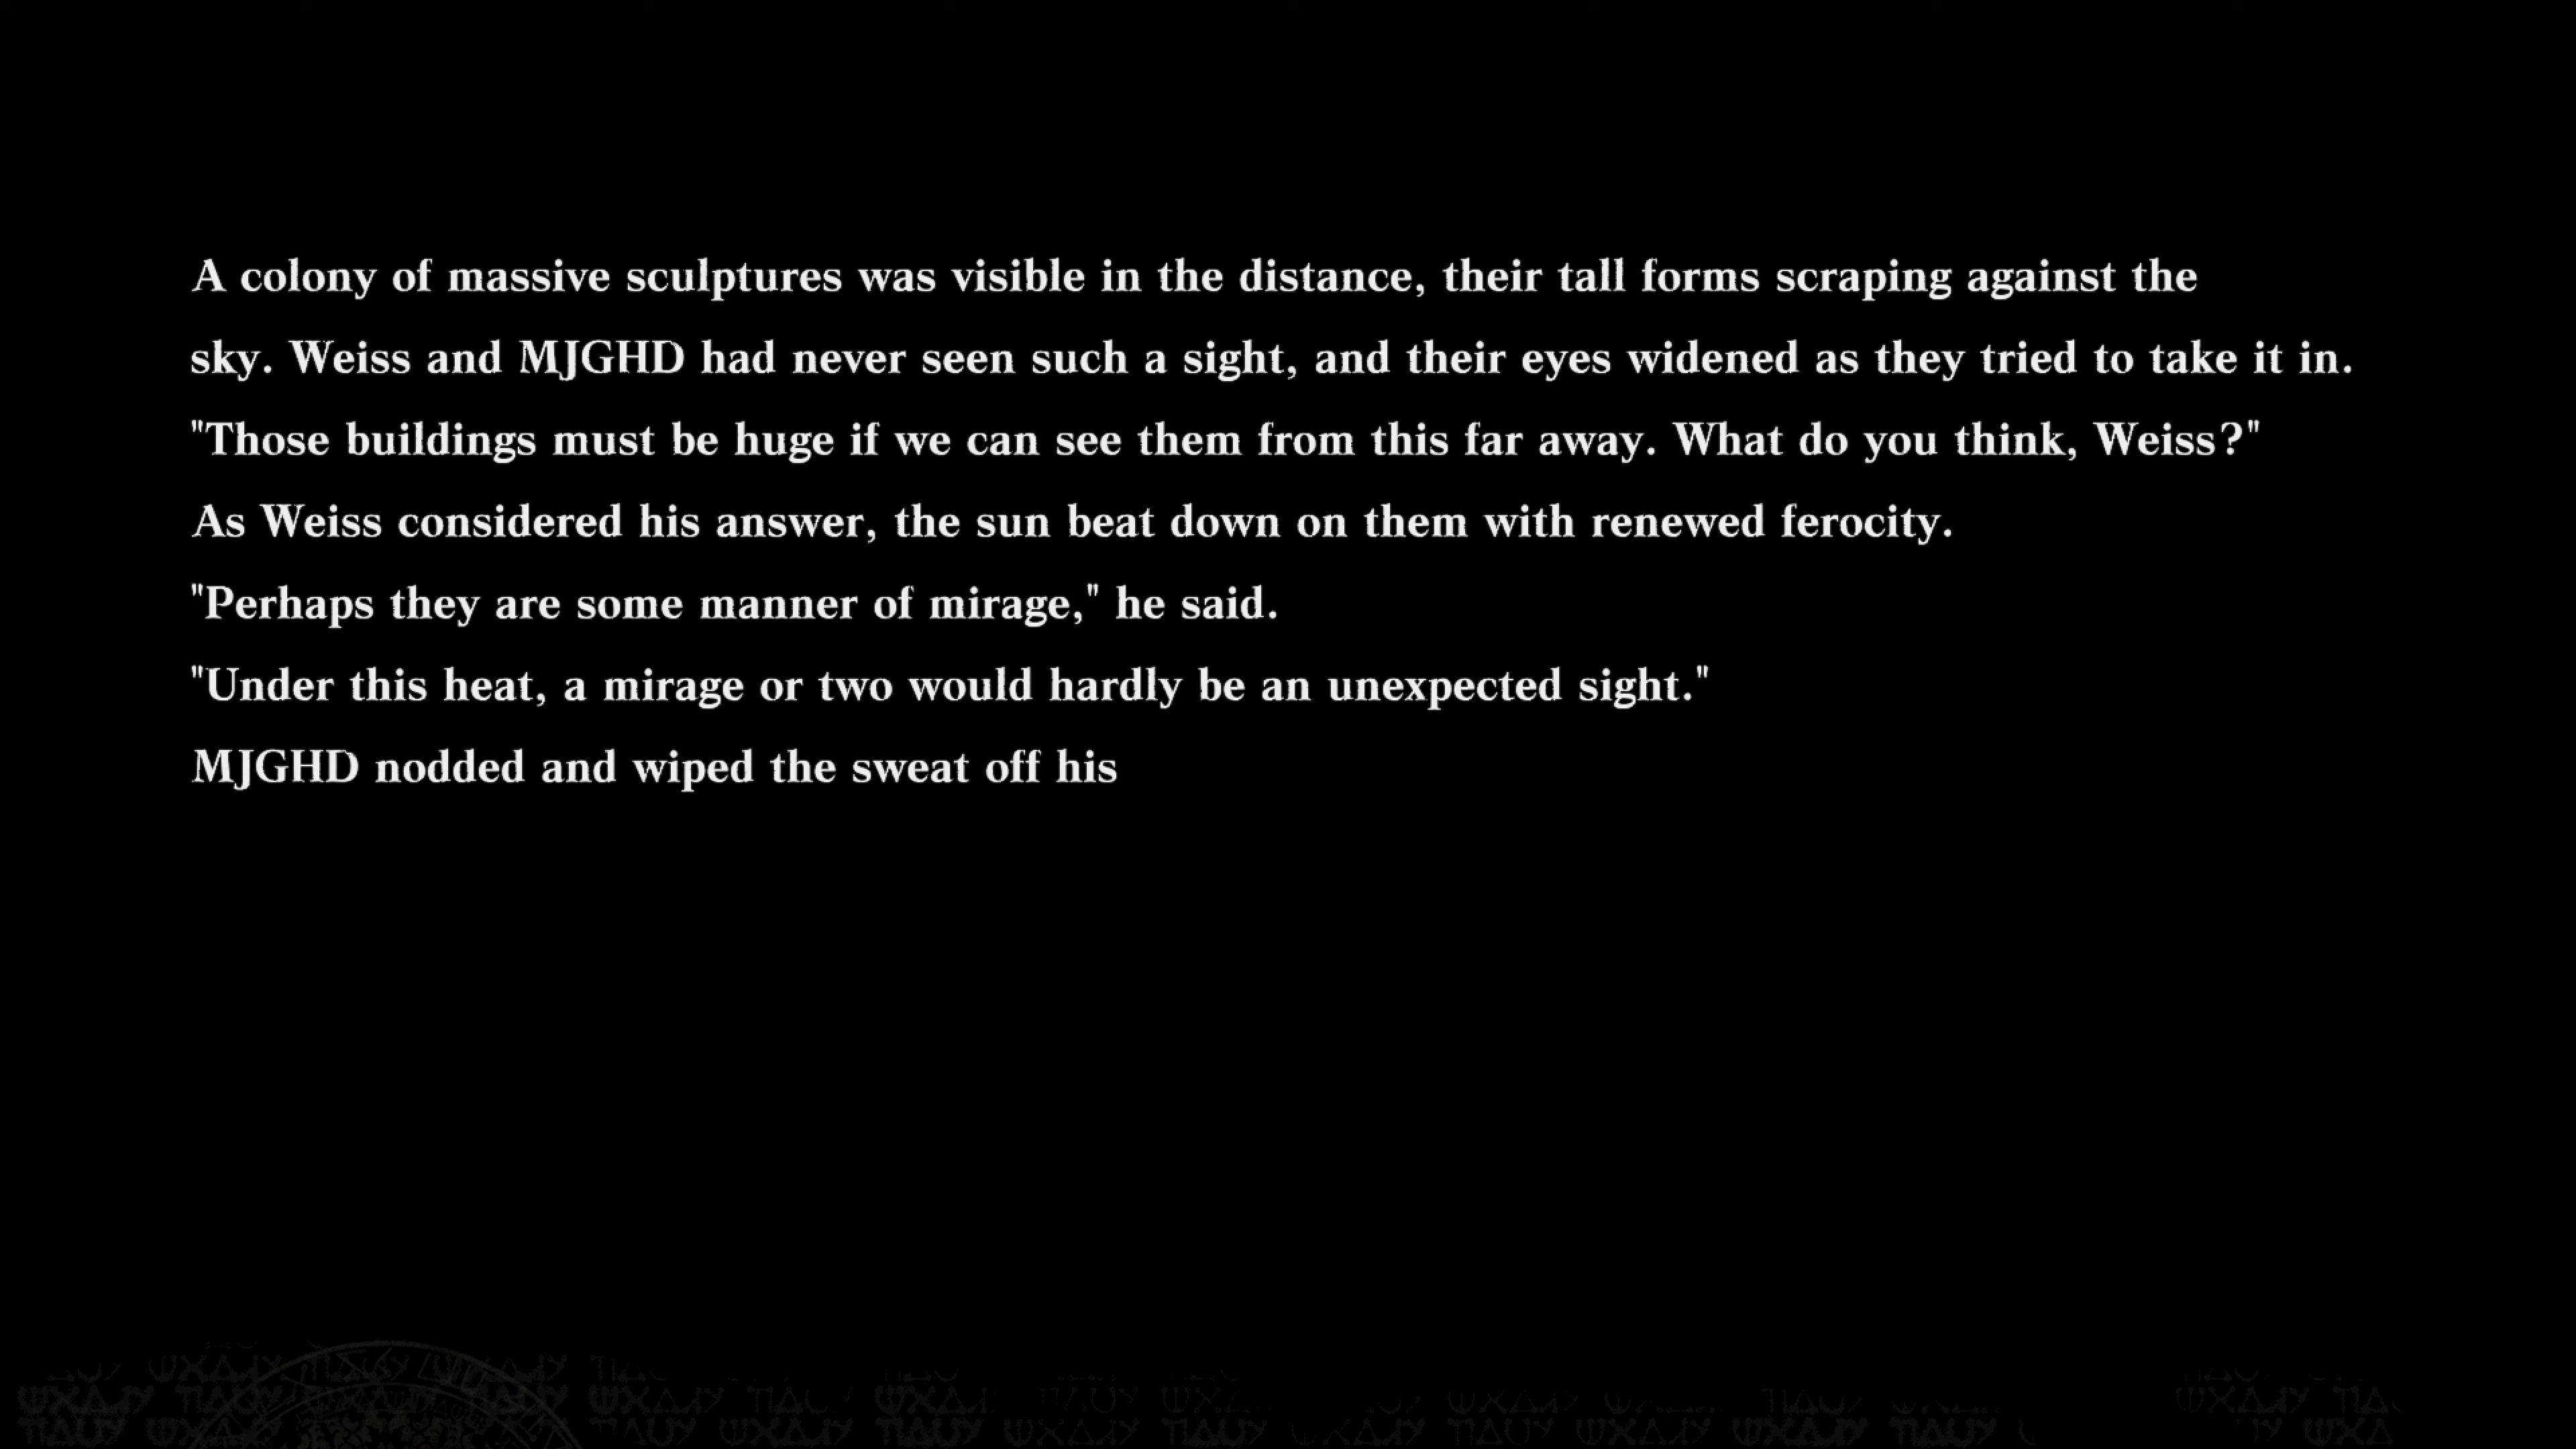 A colony of massive sculptures was visible in the distance, their tall forms scraping against the
sky. Weiss and MJGHD had never seen such a sight, and their eyes widened as they tried to take it in.
"Those buildings must be huge if we can see them from this far away. What do you think, Weiss?"
As Weiss considered his answer, the sun beat down on them with renewed ferocity.
"Perhaps they are some manner of mirage," he said.
"Under this heat, a mirage or two would hardly be an unexpected sight."
MJGHD nodded and wiped the sweat off his